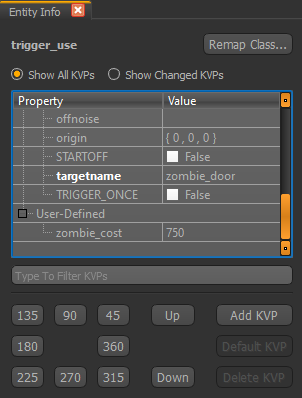 Entity Info
trigger_use
Remap Class...
Show All KVPs
Show Changed KVPs
Property Value
offnoise
origin { 0 , 0 , 0 }
STARTOFF False
targetname zombie_door
TRIGGER_ONCE False
User-Defined
zombie_cost 750
Type To Filter KVPs
135 90 45 Up Add KVP
180 360 Default KVP
225 270 315 Down Delete KVP